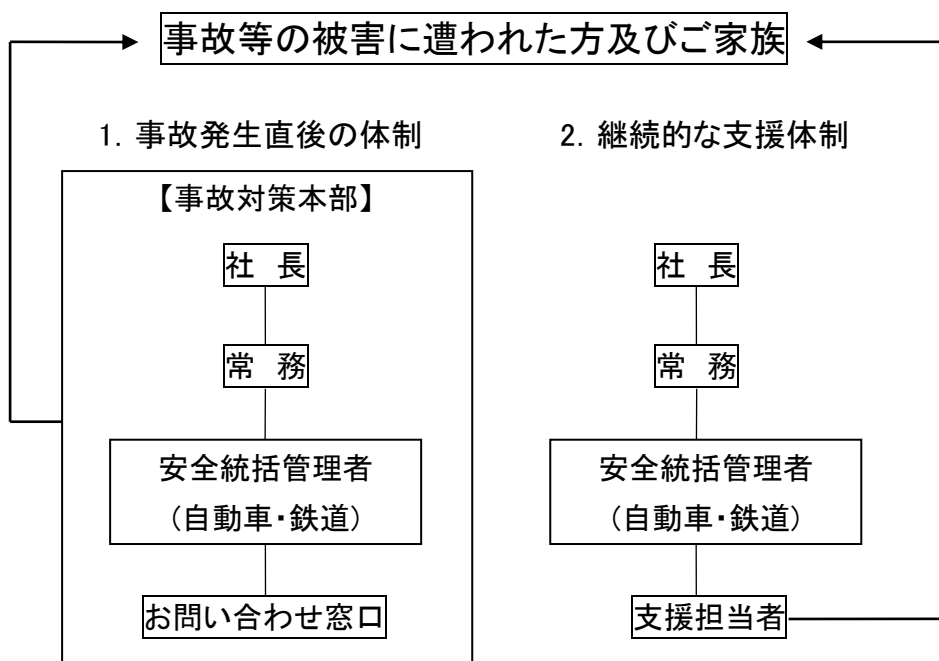 事故等の被害に遭われた方及びご家族
1. 事故発生直後の体制
【事故対策本部】
社 長
常 務
安全統括管理者
(自動車・鉄道)
お問い合わせ窓口
2. 継続的な支援体制
社 長
常 務
安全統括管理者
(自動車・鉄道)
支援担当者